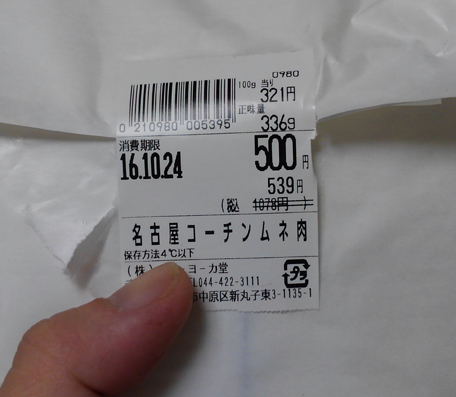 0980
100g 当り
321円
正味量
336g
0 210980 005395
消費期限
16.10.24
500円
539円
(税込 1078円 )
名古屋コーチンムネ肉
保存方法4℃以下
(株) ヨーカ堂
TEL044-422-3111
中原区新丸子東3-1135-1
プラ